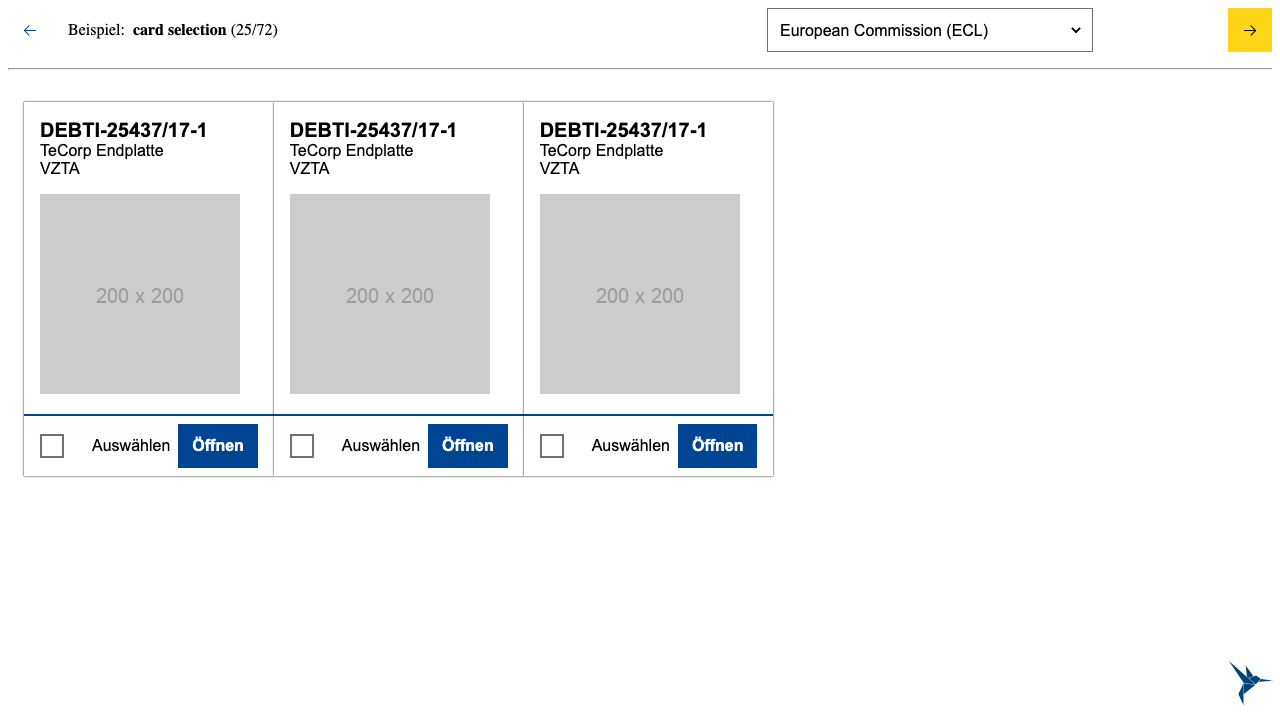 Beispiel: card selection (25/72)
European Commission (ECL)
DEBTI-25437/17-1
TeCorp Endplatte
VZTA
200 x 200
Auswählen Öffnen
DEBTI-25437/17-1
TeCorp Endplatte
VZTA
200 x 200
Auswählen Öffnen
DEBTI-25437/17-1
TeCorp Endplatte
VZTA
200 x 200
Auswählen Öffnen